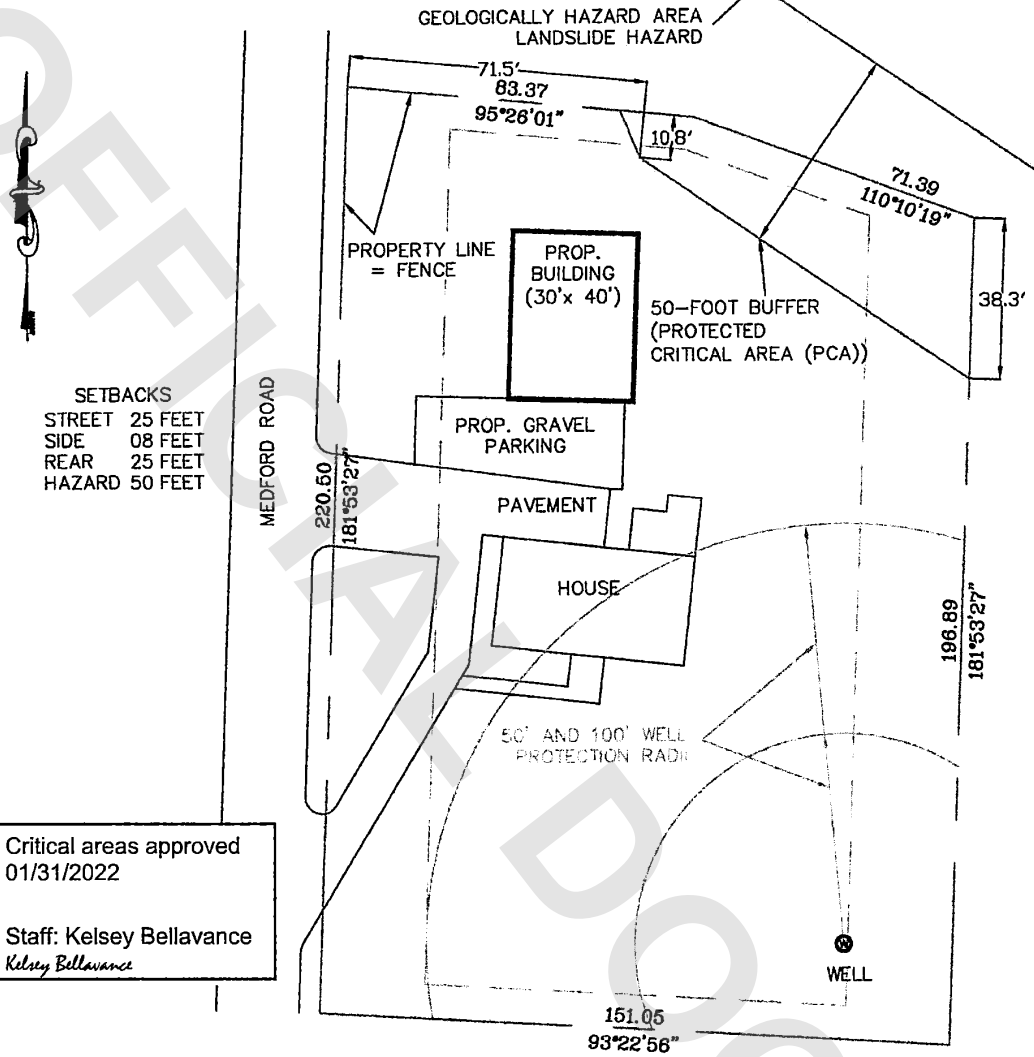 GEOLOGICALLY HAZARD AREA
LANDSLIDE HAZARD
71.5'
83.37
95°26'01"
10.8'
71.39
110°10'19"
PROPERTY LINE
= FENCE
PROP.
BUILDING
(30'x 40')
38.3'
50-FOOT BUFFER
(PROTECTED
CRITICAL AREA (PCA))
SETBACKS
STREET 25 FEET
SIDE 08 FEET
REAR 25 FEET
HAZARD 50 FEET
MEDFORD ROAD
PROP. GRAVEL
PARKING
220.50
181°53'27"
PAVEMENT
HOUSE
196.89
181°53'27"
50' AND 100' WELL
PROTECTION RADII
Critical areas approved
01/31/2022
Staff: Kelsey Bellavance
Kelsey Bellavance
W
WELL
151.05
93°22'56"
OFFICIAL DOC